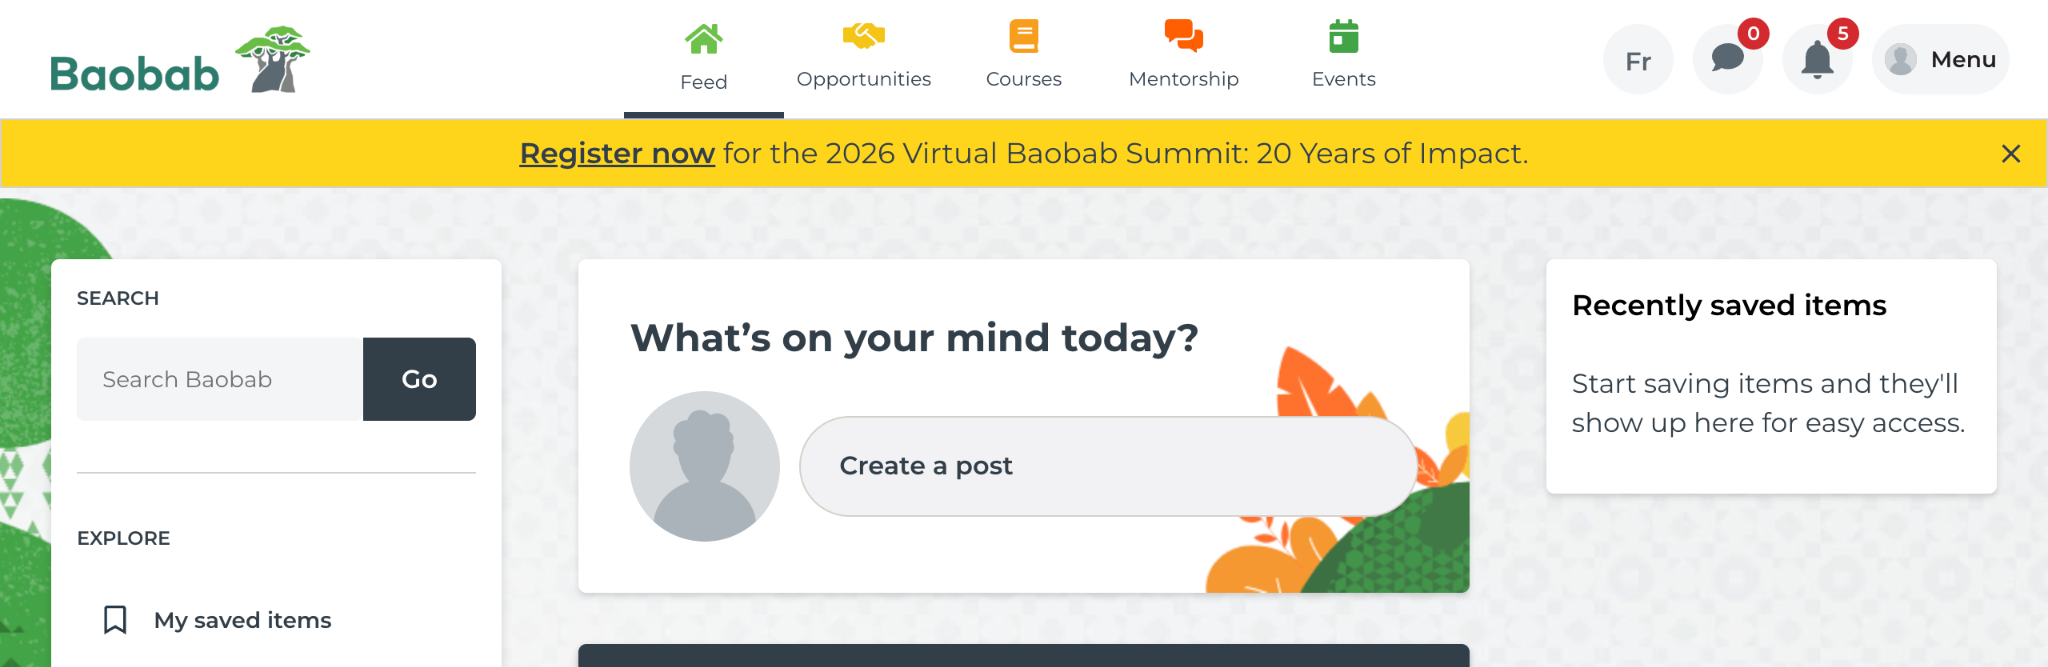 Baobab
Feed
Opportunities
Courses
Mentorship
Events
Fr
0
5
Menu
Register now for the 2026 Virtual Baobab Summit: 20 Years of Impact.
SEARCH
Search Baobab
Go
EXPLORE
My saved items
What's on your mind today?
Create a post
Recently saved items
Start saving items and they'll
show up here for easy access.